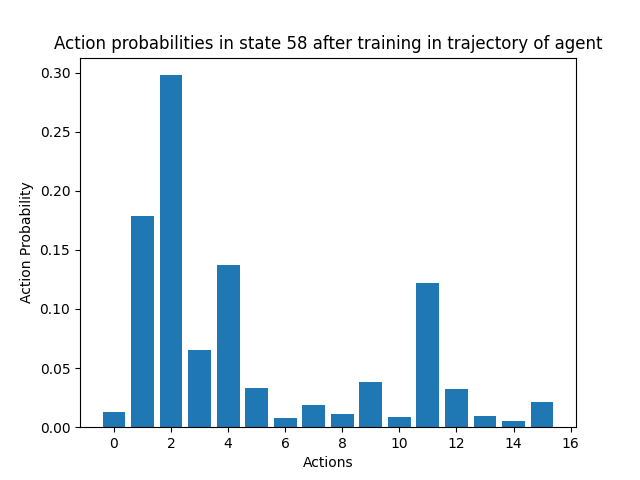 Action probabilities in state 58 after training in trajectory of agent
0.30
0.25
0.20
0.15
0.10
0.05
0.00
Action Probability
0 2 4 6 8 10 12 14 16
Actions